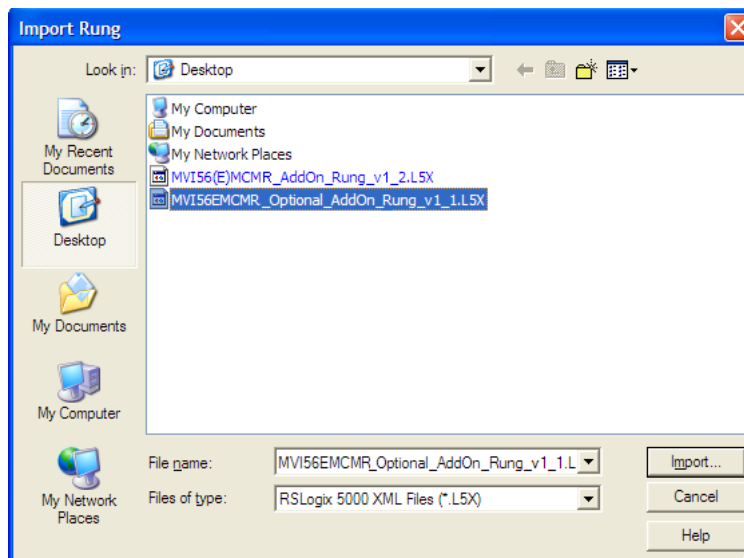 Import Rung
Look in:
Desktop
My Recent
Documents
Desktop
My Documents
My Computer
My Network
Places
My Computer
My Documents
My Network Places
MVI56(E)MCMR_AddOn_Rung_v1_2.L5X
MVI56EMCMR_Optional_AddOn_Rung_v1_1.L5X
File name:
MVI56EMCMR_Optional_AddOn_Rung_v1_1.L
Import...
Files of type:
RSLogix 5000 XML Files (*.L5X)
Cancel
Help